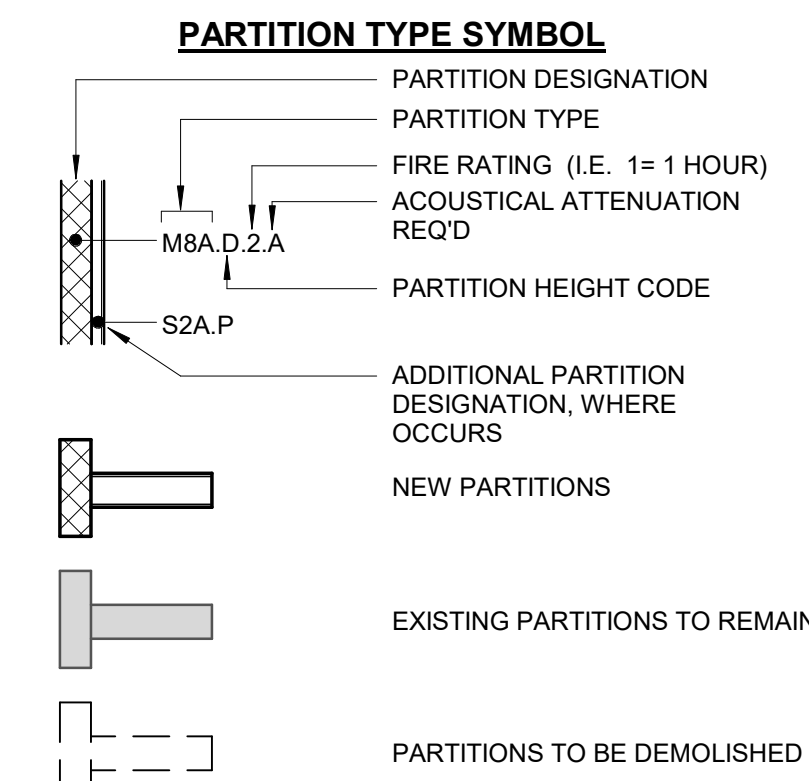 PARTITION TYPE SYMBOL
PARTITION DESIGNATION
PARTITION TYPE
FIRE RATING (I.E. 1= 1 HOUR)
ACOUSTICAL ATTENUATION
REQ'D
M8A.D.2.A
PARTITION HEIGHT CODE
S2A.P
ADDITIONAL PARTITION
DESIGNATION, WHERE
OCCURS
NEW PARTITIONS
EXISTING PARTITIONS TO REMAIN
PARTITIONS TO BE DEMOLISHED